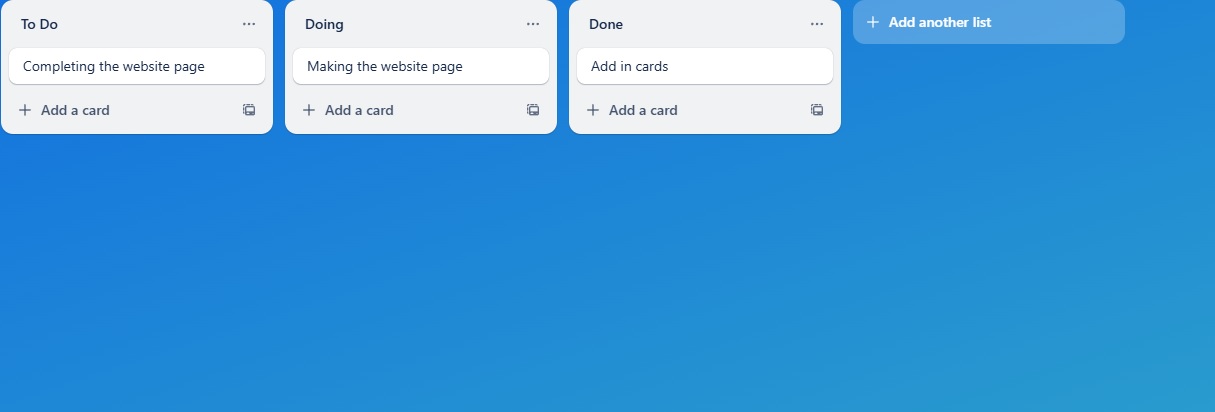 To Do
Completing the website page
Add a card
Doing
Making the website page
Add a card
Done
Add in cards
Add a card
Add another list